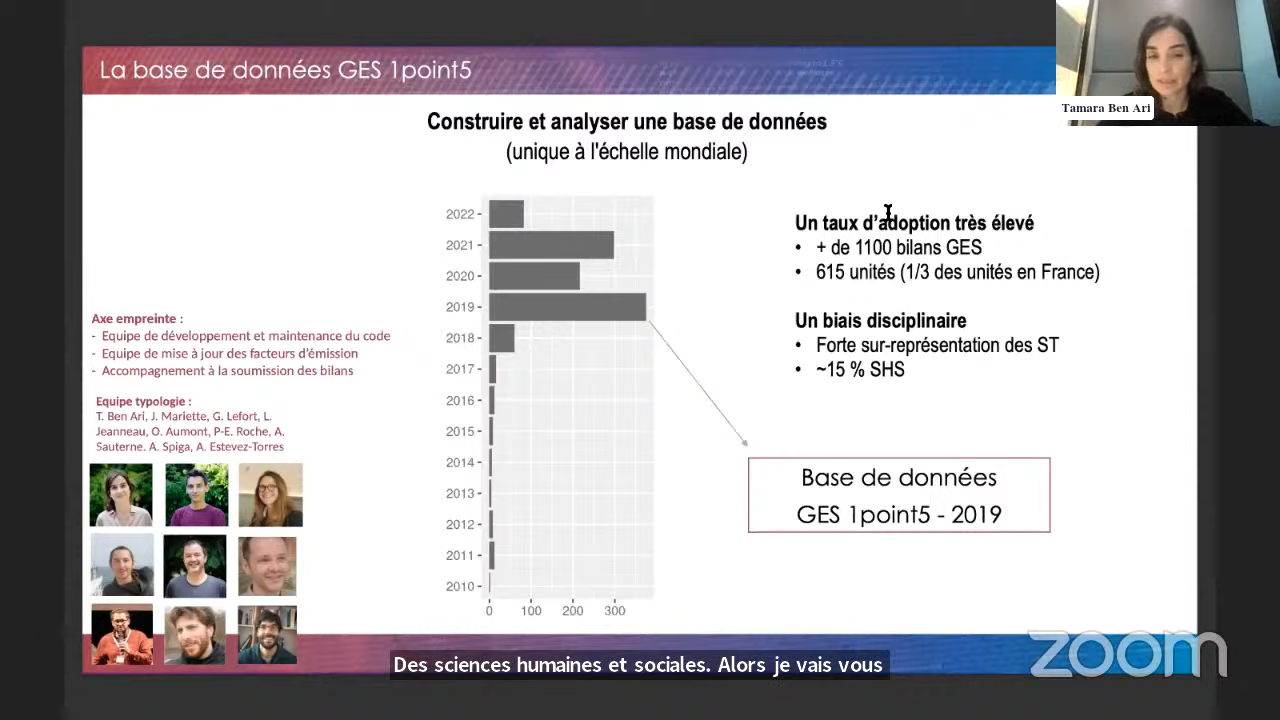 La base de données GES 1point5
Tamara Ben Ari
Construire et analyser une base de données
(unique à l'échelle mondiale)
2022
2021
2020
2019
2018
2017
2016
2015
2014
2013
2012
2011
2010
0 100 200 300
Un taux d'adoption très élevé
• + de 1100 bilans GES
• 615 unités (1/3 des unités en France)
Un biais disciplinaire
• Forte sur-représentation des ST
• ~15 % SHS
Axe empreinte :
- Equipe de développement et maintenance du code
- Equipe de mise à jour des facteurs d'émission
- Accompagnement à la soumission des bilans
Equipe typologie :
T. Ben Ari, J. Mariette, G. Lefort, L.
Jeanneau, O. Aumont, P-E. Roche, A.
Sauterne. A. Spiga, A. Estevez-Torres
Base de données
GES 1point5 - 2019
Des sciences humaines et sociales. Alors je vais vous
zoom